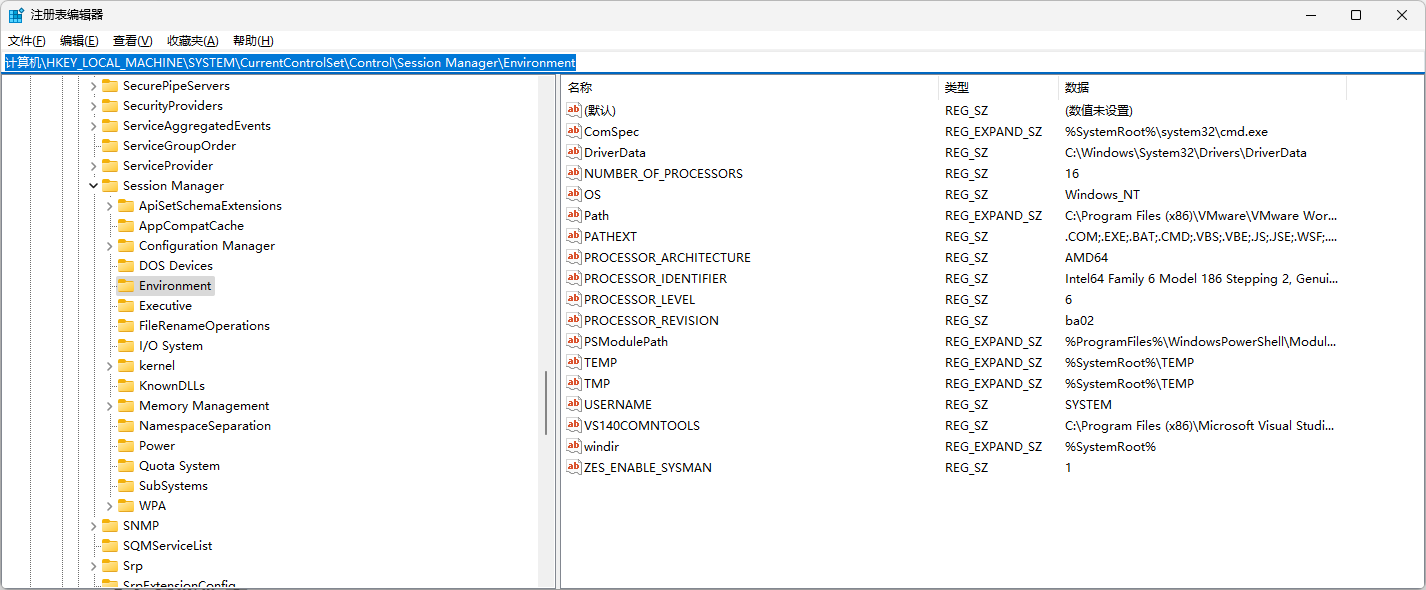 注册表编辑器
文件(F) 编辑(E) 查看(V) 收藏夹(A) 帮助(H)
计算机\HKEY_LOCAL_MACHINE\SYSTEM\CurrentControlSet\Control\Session Manager\Environment
SecurePipeServers
SecurityProviders
ServiceAggregatedEvents
ServiceGroupOrder
ServiceProvider
Session Manager
ApiSetSchemaExtensions
AppCompatCache
Configuration Manager
DOS Devices
Environment
Executive
FileRenameOperations
I/O System
kernel
KnownDLLs
Memory Management
NamespaceSeparation
Power
Quota System
SubSystems
WPA
SNMP
SQMServiceList
Srp
SrpExtensionConfig
名称 类型 数据
(默认) REG_SZ (数值未设置)
ComSpec REG_EXPAND_SZ %SystemRoot%\system32\cmd.exe
DriverData REG_SZ C:\Windows\System32\Drivers\DriverData
NUMBER_OF_PROCESSORS REG_SZ 16
OS REG_SZ Windows_NT
Path REG_EXPAND_SZ C:\Program Files (x86)\VMware\VMware Wor...
PATHEXT REG_SZ .COM;.EXE;.BAT;.CMD;.VBS;.VBE;.JS;.JSE;.WSF;....
PROCESSOR_ARCHITECTURE REG_SZ AMD64
PROCESSOR_IDENTIFIER REG_SZ Intel64 Family 6 Model 186 Stepping 2, Genui...
PROCESSOR_LEVEL REG_SZ 6
PROCESSOR_REVISION REG_SZ ba02
PSModulePath REG_EXPAND_SZ %ProgramFiles%\WindowsPowerShell\Modul...
TEMP REG_EXPAND_SZ %SystemRoot%\TEMP
TMP REG_EXPAND_SZ %SystemRoot%\TEMP
USERNAME REG_SZ SYSTEM
VS140COMNTOOLS REG_SZ C:\Program Files (x86)\Microsoft Visual Studi...
windir REG_EXPAND_SZ %SystemRoot%
ZES_ENABLE_SYSMAN REG_SZ 1